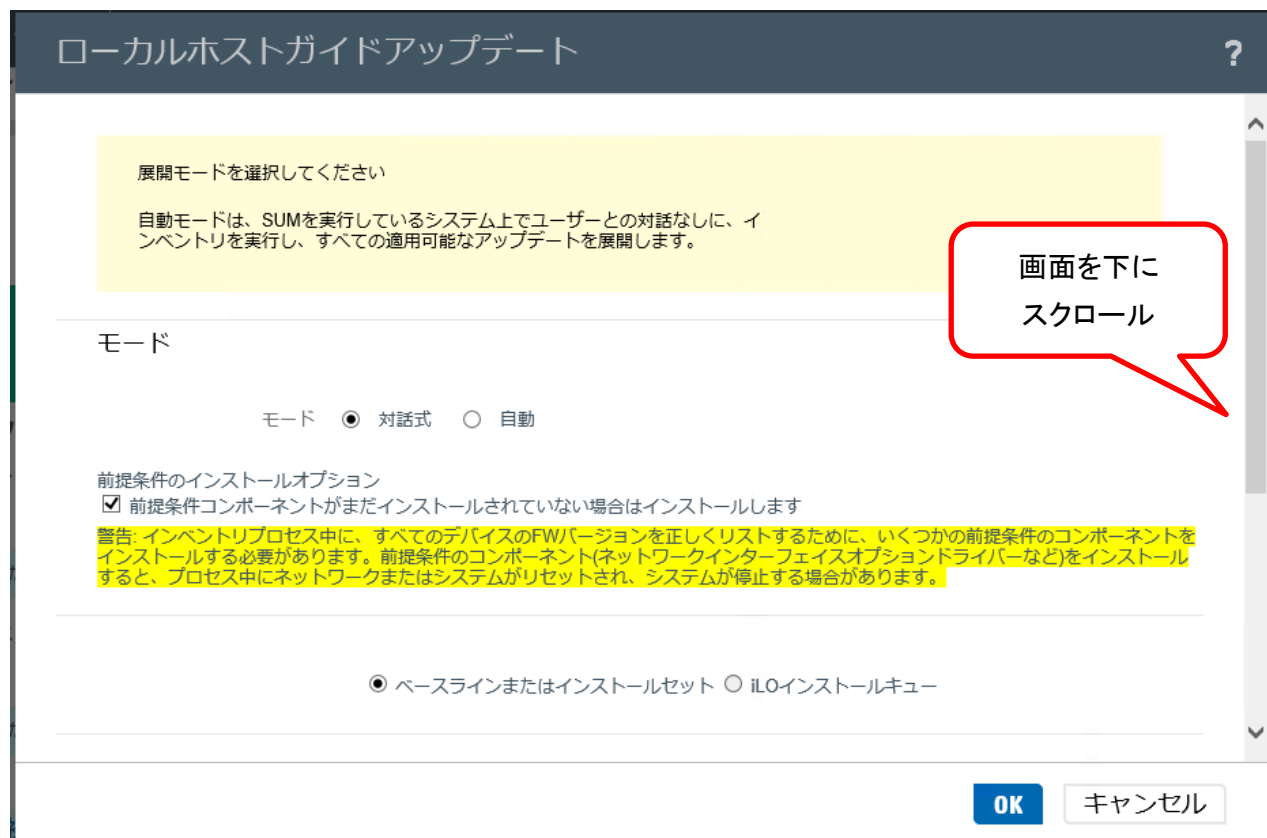 ローカルホストガイドアップデート
?
展開モードを選択してください
自動モードは、SUMを実行しているシステム上でユーザーとの対話なしに、イ
ンベントリを実行し、すべての適用可能なアップデートを展開します。
画面を下に
スクロール
モード
モード 対話式 自動
前提条件のインストールオプション
前提条件コンポーネントがまだインストールされていない場合はインストールします
警告: インベントリプロセス中に、すべてのデバイスのFWバージョンを正しくリストするために、いくつかの前提条件のコンポーネントを
インストールする必要があります。前提条件のコンポーネント(ネットワークインターフェイスオプションドライバーなど)をインストール
すると、プロセス中にネットワークまたはシステムがリセットされ、システムが停止する場合があります。
ベースラインまたはインストールセット iLOインストールキュー
OK キャンセル